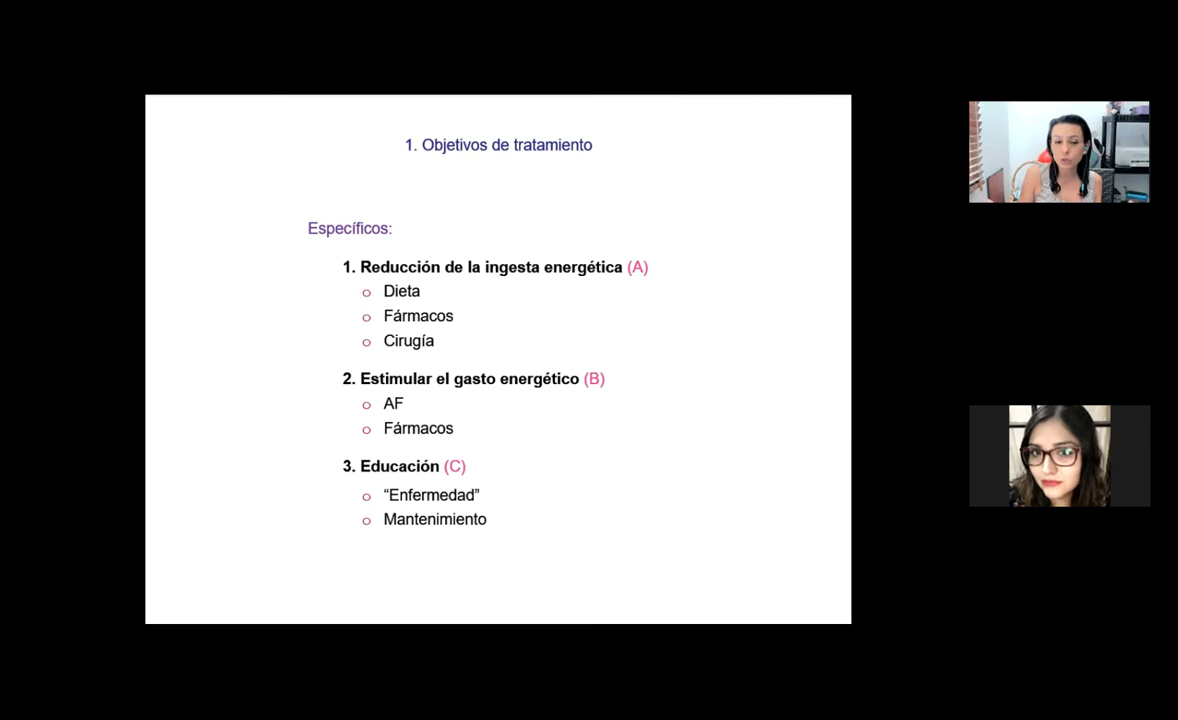 1. Objetivos de tratamiento
Específicos:
1. Reducción de la ingesta energética (A)
o Dieta
o Fármacos
o Cirugía
2. Estimular el gasto energético (B)
o AF
o Fármacos
3. Educación (C)
o “Enfermedad”
o Mantenimiento